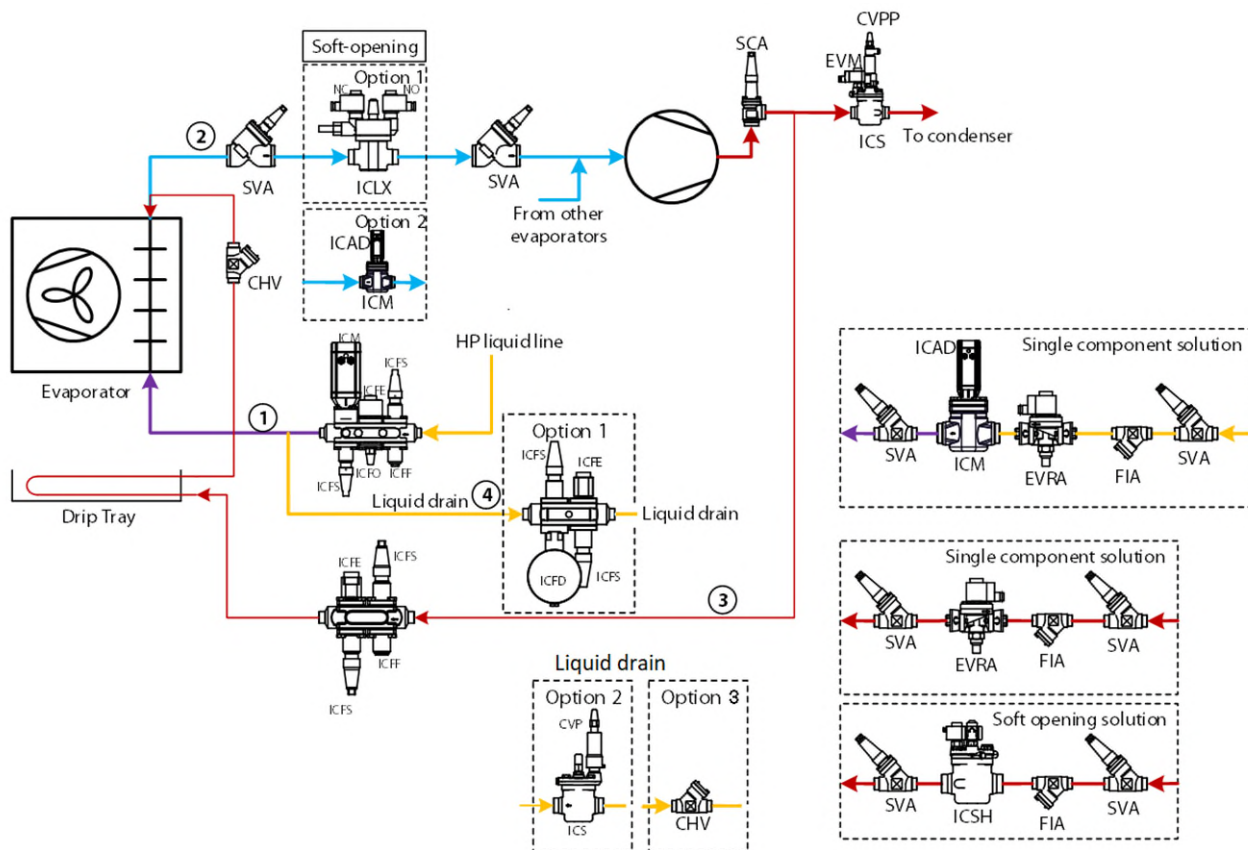 CVPP
SCA
EVM
Soft-opening
Option 1
NC
NO
2
ICS
To condenser
SVA
ICLX
SVA
From other
evaporators
Option 2
ICAD
CHV
ICM
ICM
HP liquid line
ICFS
ICFE
Evaporator
1
ICFS
ICFO
ICFF
Option 1
ICFS
ICFE
Liquid drain
4
Liquid drain
ICFD
ICFS
Drip Tray
ICFE
ICFS
3
ICFF
ICFS
Single component solution
ICAD
SVA
ICM
EVRA
FIA
SVA
Single component solution
SVA
EVRA
FIA
SVA
Liquid drain
Option 2
Option 3
CVP
ICS
CHV
Soft opening solution
SVA
ICSH
FIA
SVA